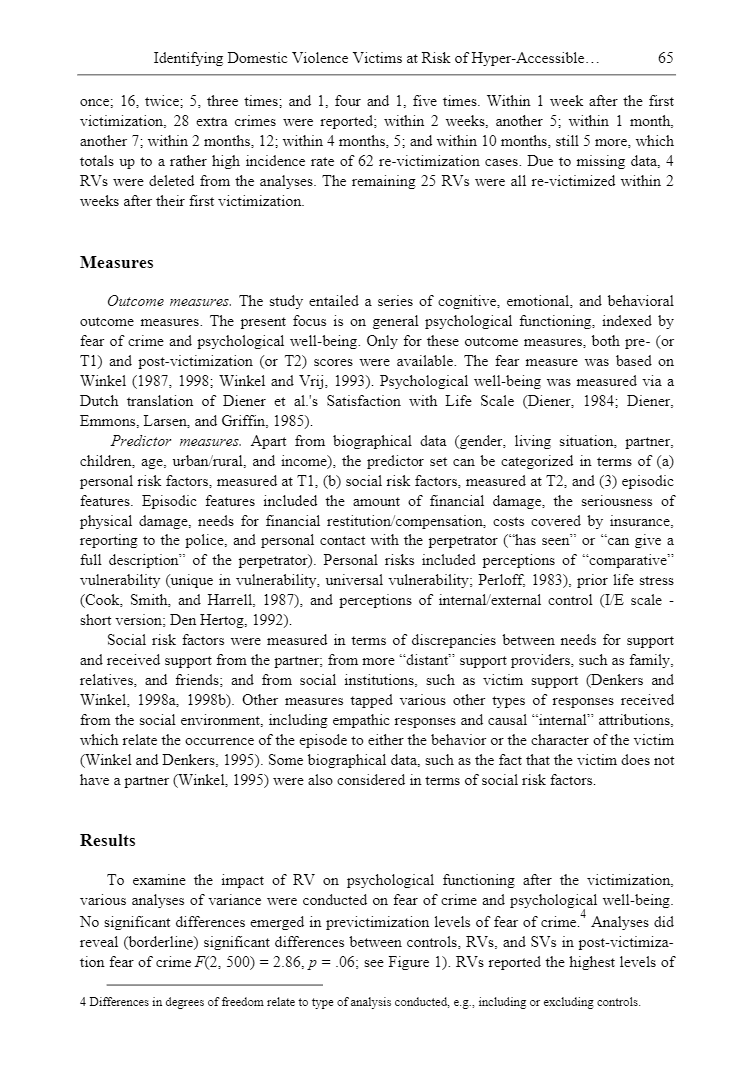 Identifying Domestic Violence Victims at Risk of Hyper-Accessible… 65
once; 16, twice; 5, three times; and 1, four and 1, five times. Within 1 week after the first
victimization, 28 extra crimes were reported; within 2 weeks, another 5; within 1 month,
another 7; within 2 months, 12; within 4 months, 5; and within 10 months, still 5 more, which
totals up to a rather high incidence rate of 62 re-victimization cases. Due to missing data, 4
RVs were deleted from the analyses. The remaining 25 RVs were all re-victimized within 2
weeks after their first victimization.
Measures
Outcome measures. The study entailed a series of cognitive, emotional, and behavioral
outcome measures. The present focus is on general psychological functioning, indexed by
fear of crime and psychological well-being. Only for these outcome measures, both pre- (or
T1) and post-victimization (or T2) scores were available. The fear measure was based on
Winkel (1987, 1998; Winkel and Vrij, 1993). Psychological well-being was measured via a
Dutch translation of Diener et al.'s Satisfaction with Life Scale (Diener, 1984; Diener,
Emmons, Larsen, and Griffin, 1985).
Predictor measures. Apart from biographical data (gender, living situation, partner,
children, age, urban/rural, and income), the predictor set can be categorized in terms of (a)
personal risk factors, measured at T1, (b) social risk factors, measured at T2, and (3) episodic
features. Episodic features included the amount of financial damage, the seriousness of
physical damage, needs for financial restitution/compensation, costs covered by insurance,
reporting to the police, and personal contact with the perpetrator (“has seen” or “can give a
full description” of the perpetrator). Personal risks included perceptions of “comparative”
vulnerability (unique in vulnerability, universal vulnerability; Perloff, 1983), prior life stress
(Cook, Smith, and Harrell, 1987), and perceptions of internal/external control (I/E scale -
short version; Den Hertog, 1992).
Social risk factors were measured in terms of discrepancies between needs for support
and received support from the partner; from more “distant” support providers, such as family,
relatives, and friends; and from social institutions, such as victim support (Denkers and
Winkel, 1998a, 1998b). Other measures tapped various other types of responses received
from the social environment, including empathic responses and causal “internal” attributions,
which relate the occurrence of the episode to either the behavior or the character of the victim
(Winkel and Denkers, 1995). Some biographical data, such as the fact that the victim does not
have a partner (Winkel, 1995) were also considered in terms of social risk factors.
Results
To examine the impact of RV on psychological functioning after the victimization,
various analyses of variance were conducted on fear of crime and psychological well-being.
No significant differences emerged in previctimization levels of fear of crime.4 Analyses did
reveal (borderline) significant differences between controls, RVs, and SVs in post-victimiza-
tion fear of crime F(2, 500) = 2.86, p = .06; see Figure 1). RVs reported the highest levels of
4 Differences in degrees of freedom relate to type of analysis conducted, e.g., including or excluding controls.